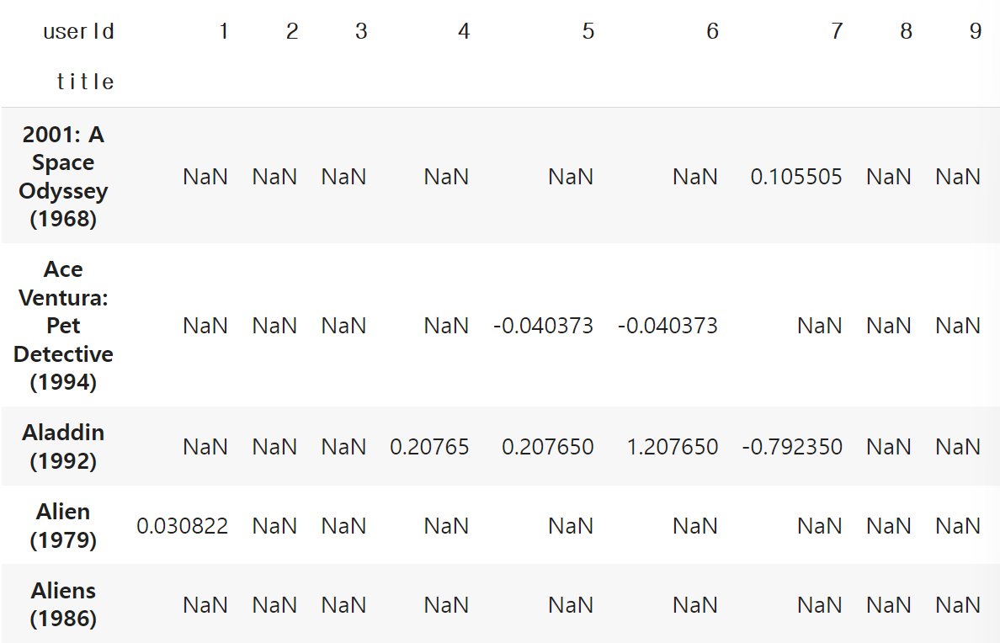 userId 1 2 3 4 5 6 7 8 9
title
2001: A
Space
Odyssey
(1968)
NaN NaN NaN NaN NaN NaN 0.105505 NaN NaN
Ace
Ventura:
Pet
Detective
(1994)
NaN NaN NaN NaN -0.040373 -0.040373 NaN NaN NaN
Aladdin
(1992)
NaN NaN NaN 0.20765 0.207650 1.207650 -0.792350 NaN NaN
Alien
(1979)
0.030822 NaN NaN NaN NaN NaN NaN NaN NaN
Aliens
(1986)
NaN NaN NaN NaN NaN NaN NaN NaN NaN